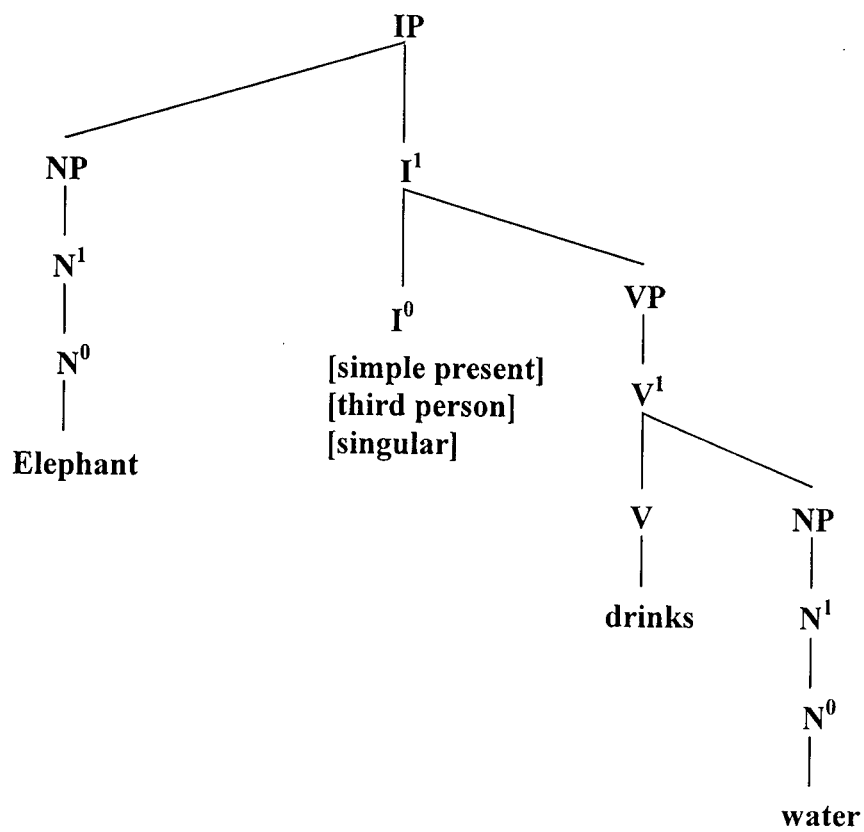 IP
NP I¹
N¹
VP
I⁰
N⁰
[simple present]
[third person] V¹
[singular]
Elephant
V NP
drinks N¹
N⁰
water